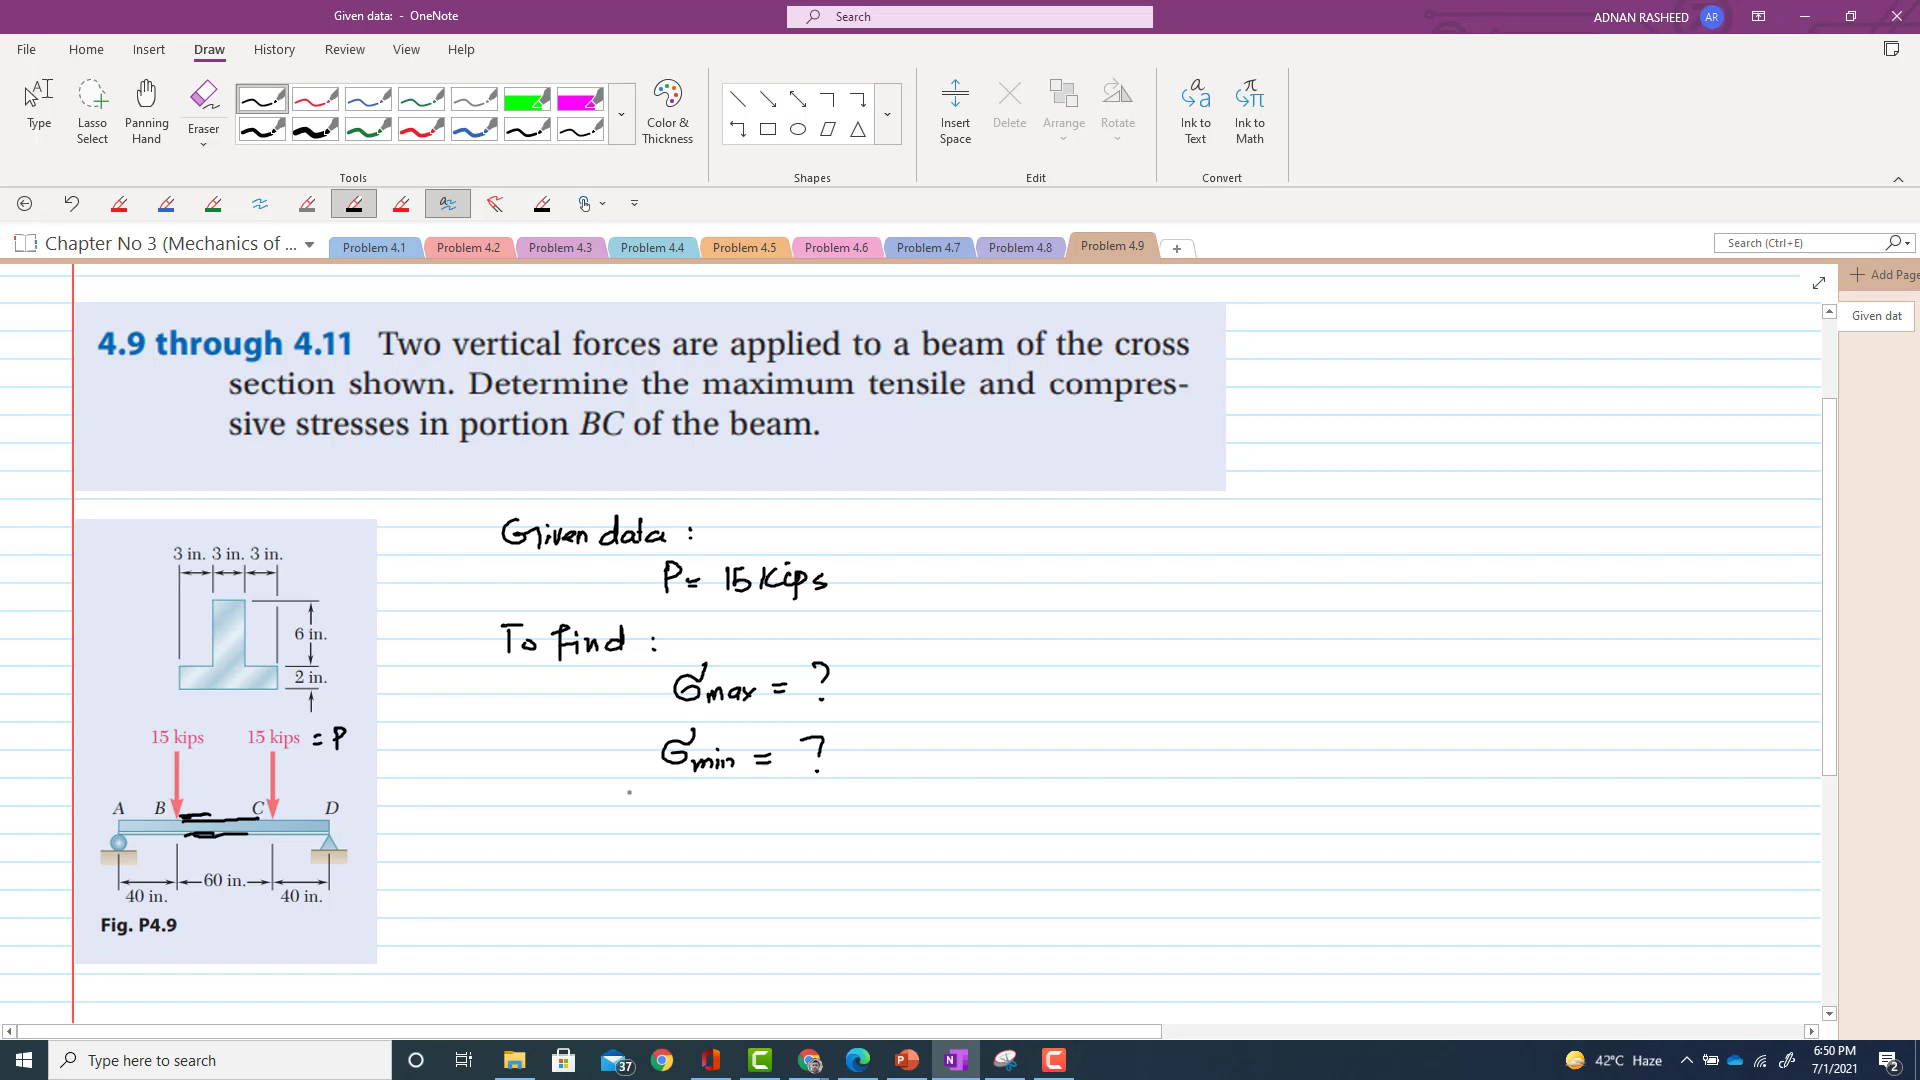 Given data: - OneNote
Search
ADNAN RASHEED
AR
File
Home
Insert
Draw
History
Review
View
Help
Type
Lasso Select
Panning Hand
Eraser
Color & Thickness
Insert Space
Delete
Arrange
Rotate
Ink to Text
Ink to Math
Tools
Shapes
Edit
Convert
Chapter No 3 (Mechanics of ...
Problem 4.1
Problem 4.2
Problem 4.3
Problem 4.4
Problem 4.5
Problem 4.6
Problem 4.7
Problem 4.8
Problem 4.9
Search (Ctrl+E)
Add Page
Given dat
4.9 through 4.11 Two vertical forces are applied to a beam of the cross
section shown. Determine the maximum tensile and compres-
sive stresses in portion BC of the beam.
Given data :
P = 15 Kips
To find :
σmax = ?
σmin = ?
3 in. 3 in. 3 in.
6 in.
2 in.
15 kips 15 kips = P
A B C D
60 in.
40 in. 40 in.
Fig. P4.9
Type here to search
37
42°C Haze
6:50 PM
7/1/2021
2